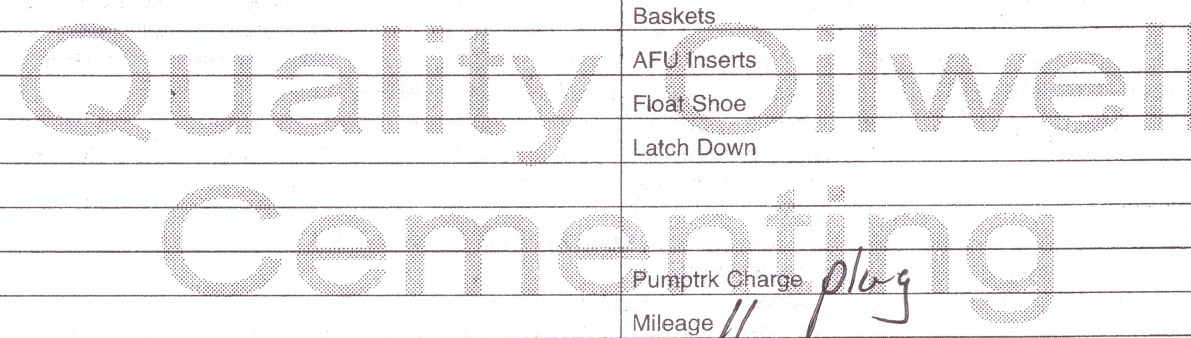 Baskets
Quality Oilwell
AFU Inserts
Float Shoe
Latch Down
Cementing
Pumptrk Charge plug
Mileage 11